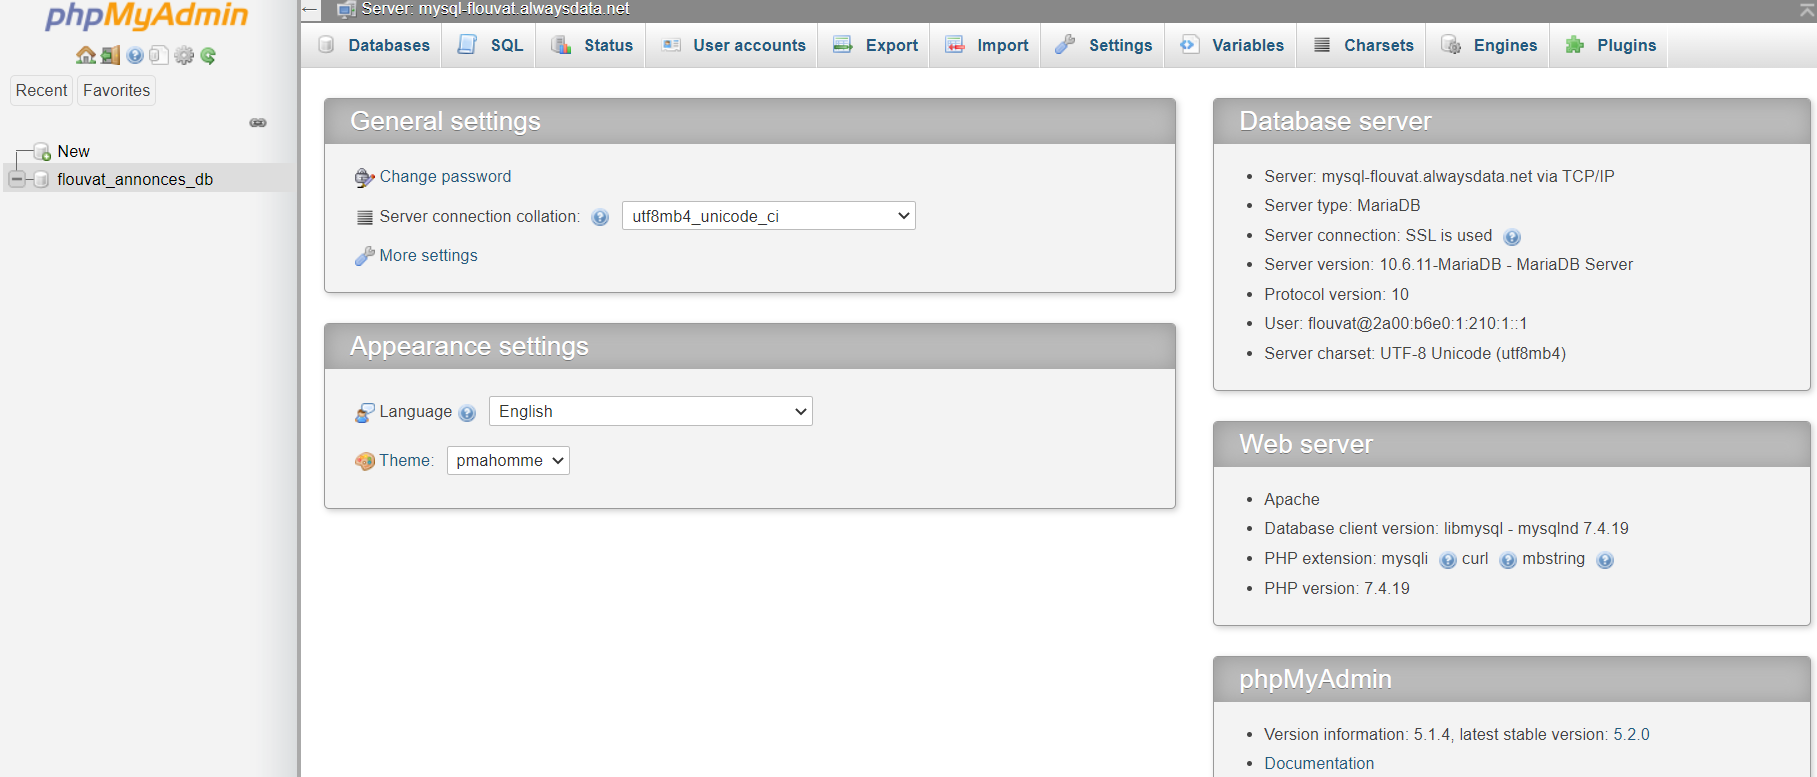 phpMyAdmin
Recent Favorites
New
flouvat_annonces_db
Server: mysql-flouvat.alwaysdata.net
Databases SQL Status User accounts Export Import Settings Variables Charsets Engines Plugins
General settings
Change password
Server connection collation: utf8mb4_unicode_ci
More settings
Appearance settings
Language English
Theme: pmahomme
Database server
Server: mysql-flouvat.alwaysdata.net via TCP/IP
Server type: MariaDB
Server connection: SSL is used
Server version: 10.6.11-MariaDB - MariaDB Server
Protocol version: 10
User: flouvat@2a00:b6e0:1:210:1::1
Server charset: UTF-8 Unicode (utf8mb4)
Web server
Apache
Database client version: libmysql - mysqlnd 7.4.19
PHP extension: mysqli curl mbstring
PHP version: 7.4.19
phpMyAdmin
Version information: 5.1.4, latest stable version: 5.2.0
Documentation